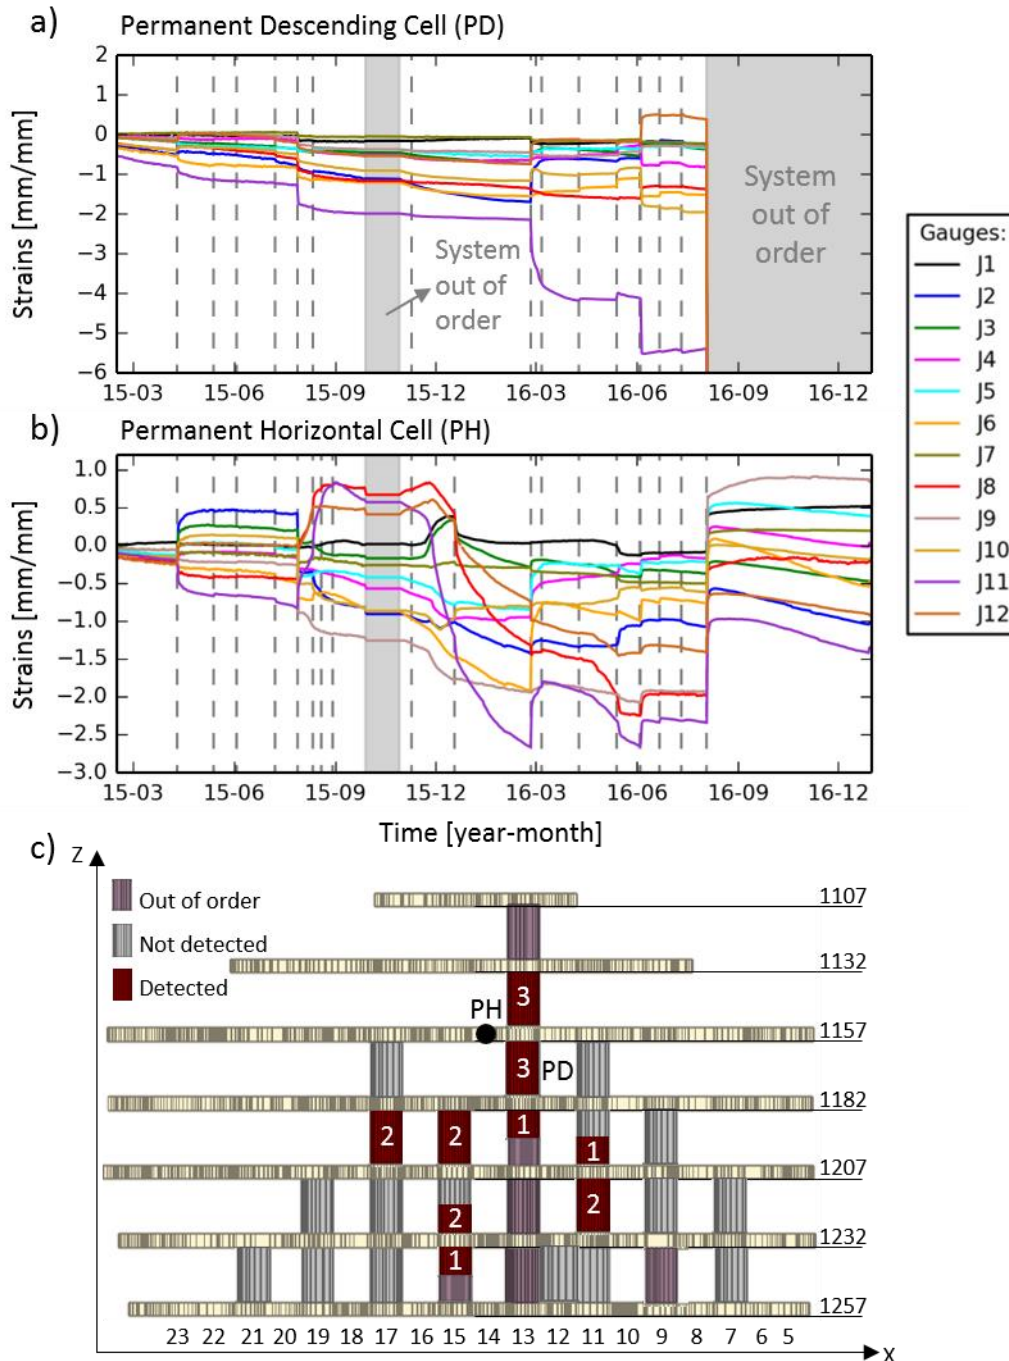 a) Permanent Descending Cell (PD)
2
1
0
−1
−2
−3
−4
−5
−6
Strains [mm/mm]
System
out of
order
System
out of
order
15-03 15-06 15-09 15-12 16-03 16-06 16-09 16-12
Gauges:
J1
J2
J3
J4
J5
J6
J7
J8
J9
J10
J11
J12
b) Permanent Horizontal Cell (PH)
1.0
0.5
0.0
−0.5
−1.0
−1.5
−2.0
−2.5
−3.0
Strains [mm/mm]
15-03 15-06 15-09 15-12 16-03 16-06 16-09 16-12
Time [year-month]
c) Z
Out of order
Not detected
Detected
1107
1132
3
PH
1157
3 PD
1182
2 2 1 1
1207
2 2
1232
1
1257
23 22 21 20 19 18 17 16 15 14 13 12 11 10 9 8 7 6 5
X